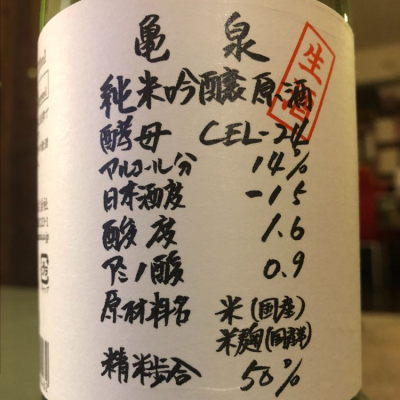 亀泉
生酒
純米吟醸原酒
酵母 CEL-24
アルコール分 14%
日本酒度 -15
酸度 1.6
アミノ酸 0.9
原材料名 米(国産)
米麹(国産米)
精米歩合 50%